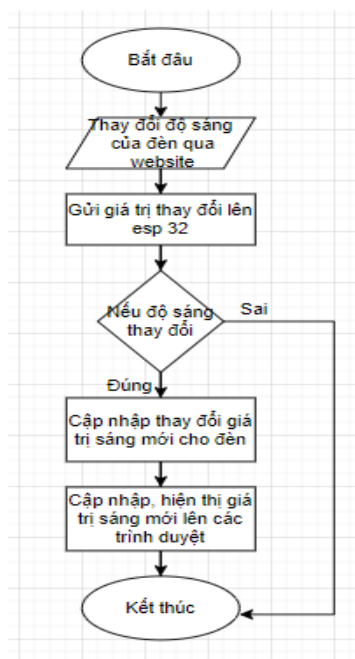 Bắt đâu
Thay đổi độ sáng
của đèn qua
website
Gửi giá trị thay đổi lên
esp 32
Nếu độ sáng
thay đổi
Sai
Đúng
Cập nhập thay đổi giá
trị sáng mới cho đèn
Cập nhập, hiện thị giá
trị sáng mới lên các
trình duyệt
Kết thúc